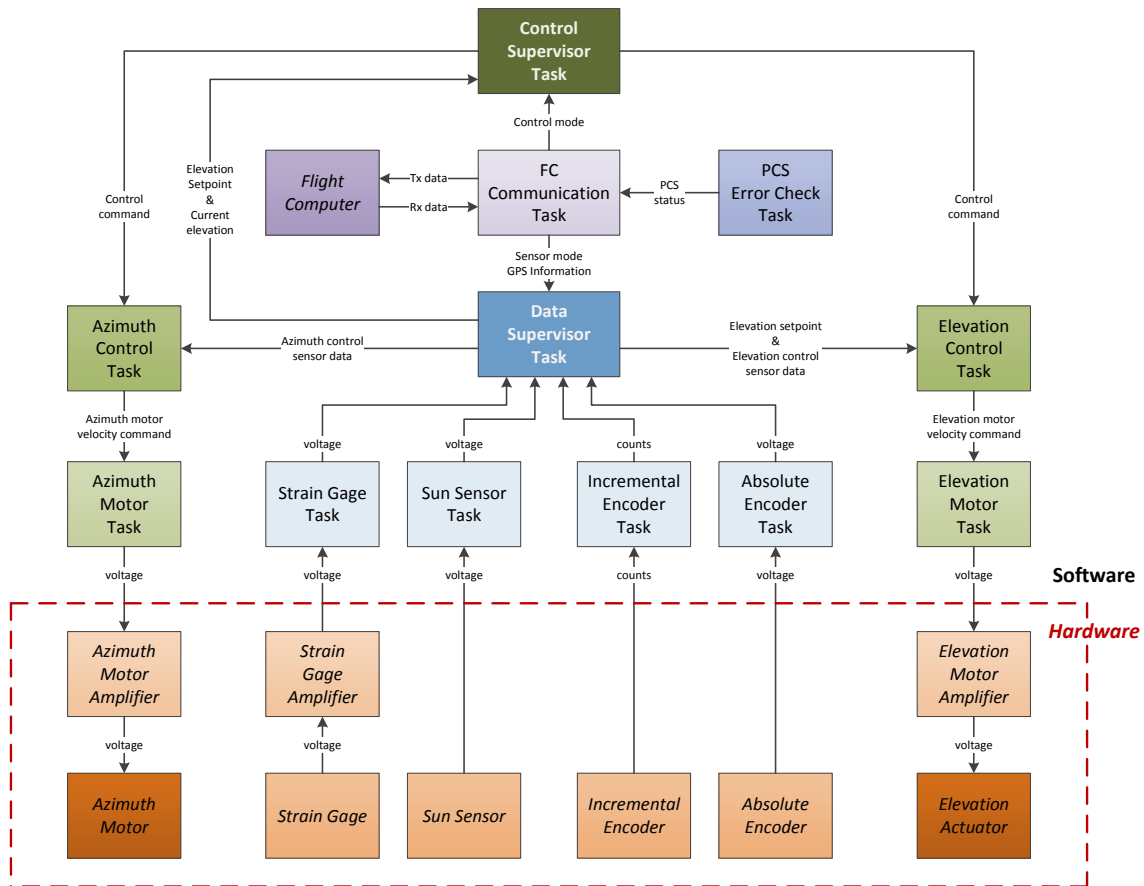 Control
Supervisor
Task
Control mode
Elevation
Setpoint
&
Current
elevation
Control
command
Flight
Computer
Tx data
Rx data
FC
Communication
Task
PCS
status
PCS
Error Check
Task
Control
command
Sensor mode
GPS Information
Azimuth
Control
Task
Azimuth control
sensor data
Data
Supervisor
Task
Elevation setpoint
&
Elevation control
sensor data
Elevation
Control
Task
Azimuth motor
velocity command
voltage
voltage
counts
voltage
Elevation motor
velocity command
Azimuth
Motor
Task
Strain Gage
Task
Sun Sensor
Task
Incremental
Encoder
Task
Absolute
Encoder
Task
Elevation
Motor
Task
voltage
voltage
voltage
counts
voltage
voltage
Software
Hardware
Azimuth
Motor
Amplifier
Strain
Gage
Amplifier
Elevation
Motor
Amplifier
voltage
voltage
voltage
Azimuth
Motor
Strain Gage
Sun Sensor
Incremental
Encoder
Absolute
Encoder
Elevation
Actuator